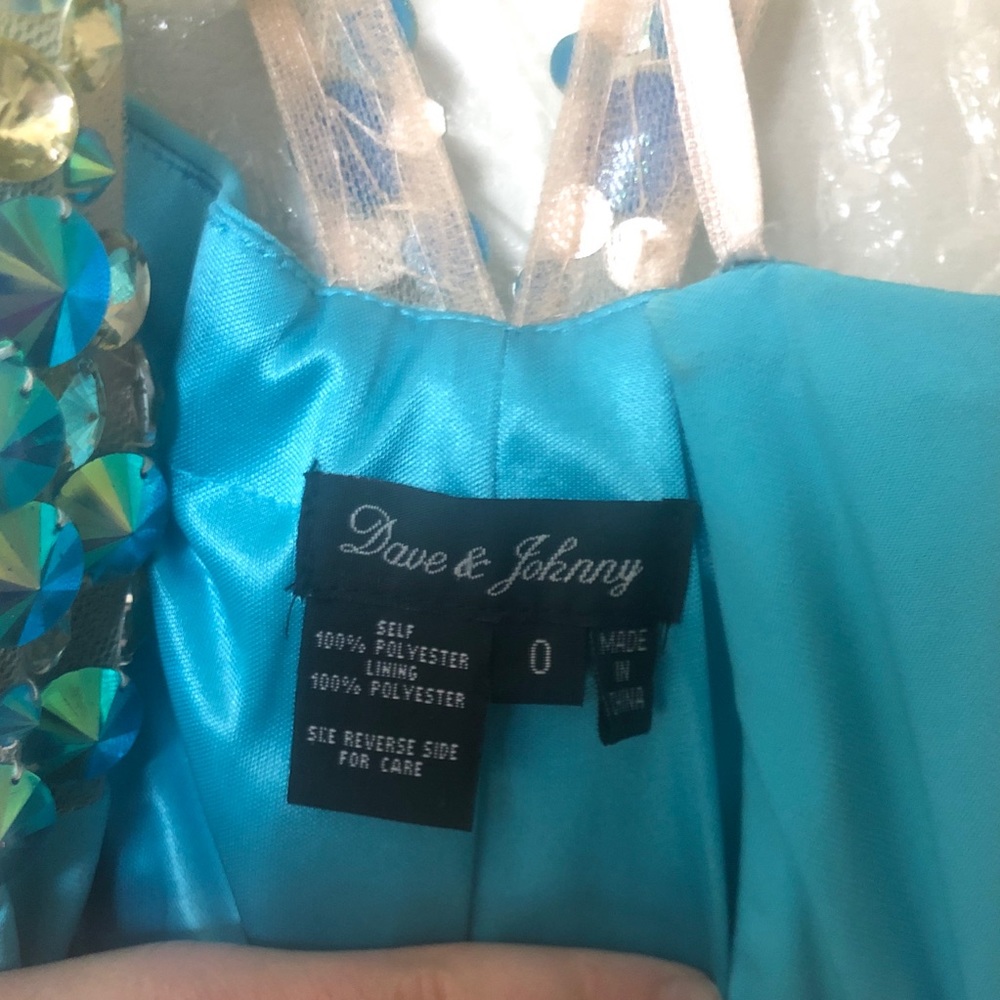 Dave & Johnny
SELF
100% POLYESTER
LINING
100% POLYESTER
SEE REVERSE SIDE
FOR CARE
0
MADE
IN
CHINA